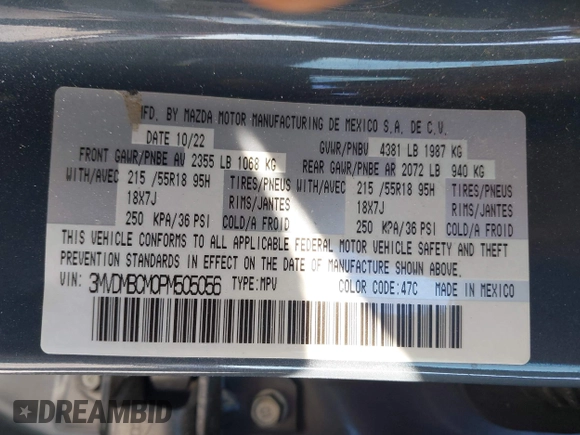 MFD. BY MAZDA MOTOR MANUFACTURING DE MEXICO S.A. DE C.V.
DATE 10/22 GVWR/PNBV 4381 LB 1987 KG
FRONT GAWR/PNBE AV 2355 LB 1068 KG REAR GAWR/PNBE AR 2072 LB 940 KG
WITH/AVEC 215 /55R18 95H TIRES/PNEUS WITH/AVEC 215 /55R18 95H TIRES/PNEUS
18X7J RIMS/JANTES 18X7J RIMS/JANTES
250 KPA/36 PSI COLD/A FROID 250 KPA/36 PSI COLD/A FROID
THIS VEHICLE CONFORMS TO ALL APPLICABLE FEDERAL MOTOR VEHICLE SAFETY AND THEFT
PREVENTION STANDARDS IN EFFECT ON THE DATE OF MANUFACTURE SHOWN ABOVE.
VIN: 3MVDMBCM0PM505056 TYPE:MPV COLOR CODE:47C MADE IN MEXICO
DREAMBID